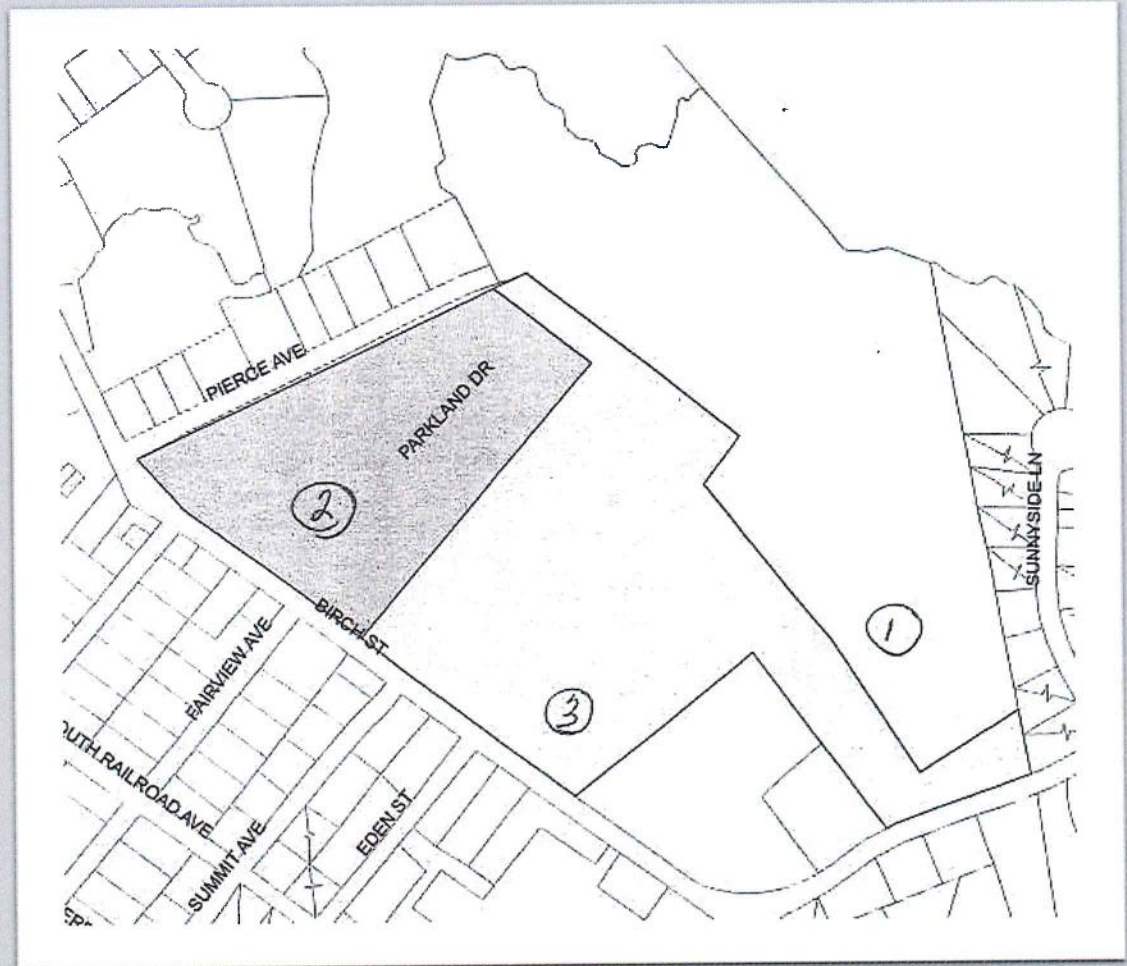 PIERCE AVE
PARKLAND DR
2
SUNNYSIDE LN
1
BIRCH ST
FAIRVIEW AVE
3
OUTH RAILROAD AVE
SUMMIT AVE
EDEN ST